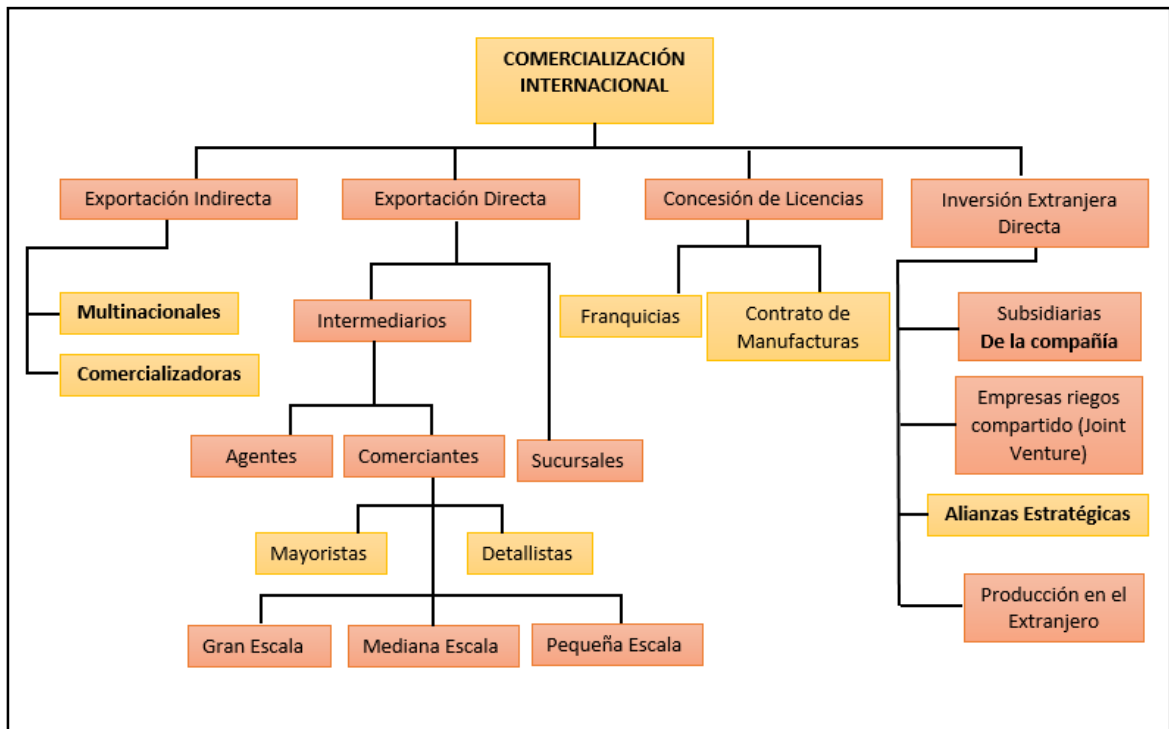 COMERCIALIZACIÓN
INTERNACIONAL
Exportación Indirecta
Exportación Directa
Concesión de Licencias
Inversión Extranjera
Directa
Multinacionales
Comercializadoras
Intermediarios
Franquicias
Contrato de
Manufacturas
Subsidiarias
De la compañía
Empresas riegos
compartido (Joint
Venture)
Agentes
Comerciantes
Sucursales
Alianzas Estratégicas
Mayoristas
Detallistas
Producción en el
Extranjero
Gran Escala
Mediana Escala
Pequeña Escala